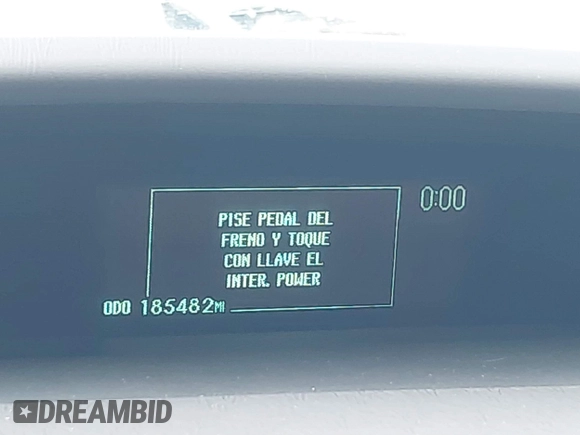 0:00
PISE PEDAL DEL
FRENO Y TOQUE
CON LLAVE EL
INTER. POWER
ODO 185482MI
DREAMBID